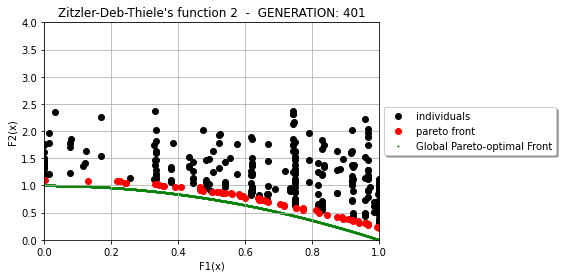 Zitzler-Deb-Thiele's function 2 - GENERATION: 401
4.0
3.5
3.0
2.5
2.0
1.5
1.0
0.5
0.0
F2(x)
0.0 0.2 0.4 0.6 0.8 1.0
F1(x)
individuals
pareto front
Global Pareto-optimal Front